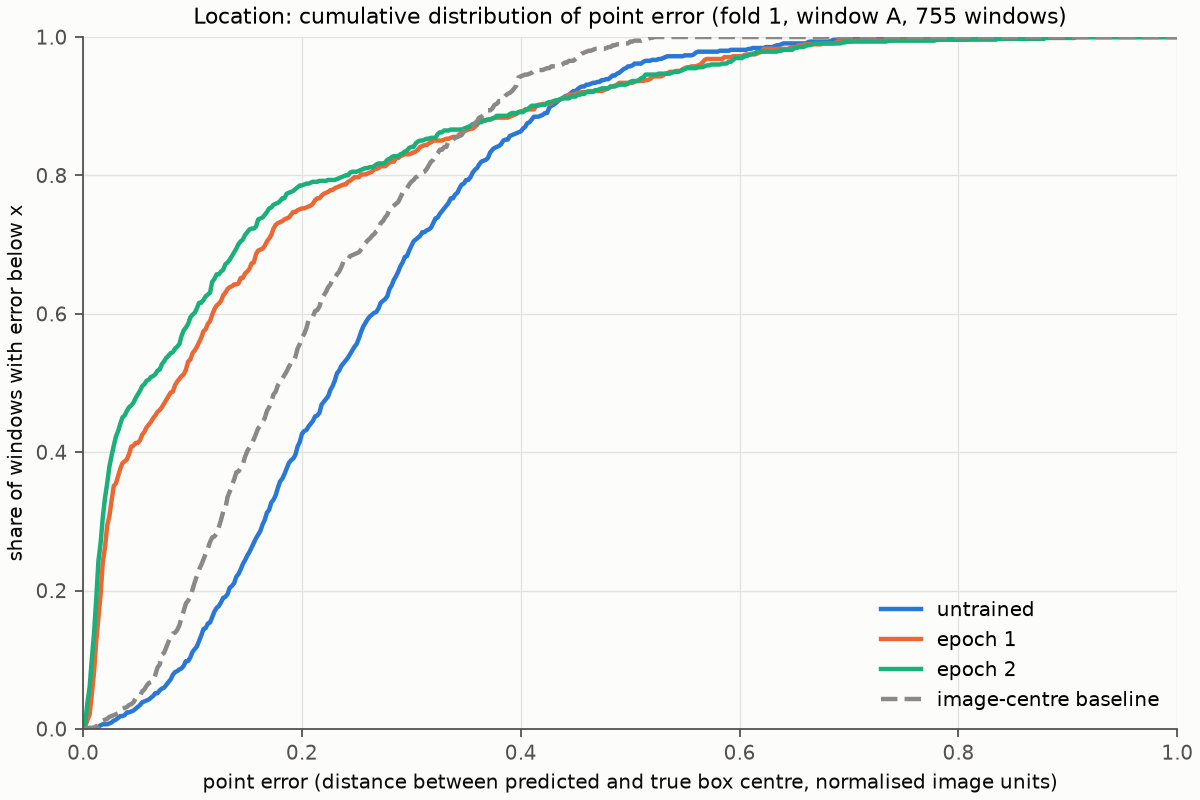 Location: cumulative distribution of point error (fold 1, window A, 755 windows)
share of windows with error below x
1.0
0.8
0.6
0.4
0.2
0.0
0.0 0.2 0.4 0.6 0.8 1.0
point error (distance between predicted and true box centre, normalised image units)
untrained
epoch 1
epoch 2
image-centre baseline